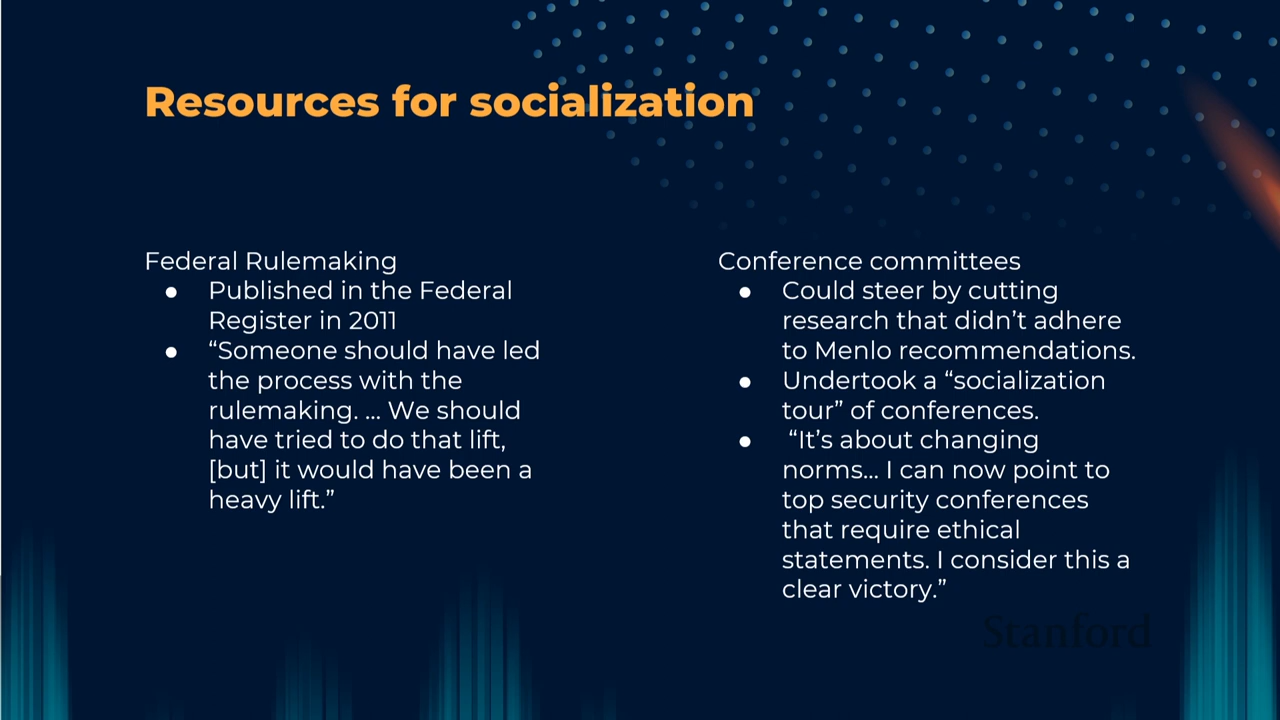 Resources for socialization
Federal Rulemaking
● Published in the Federal
Register in 2011
● “Someone should have led
the process with the
rulemaking. ... We should
have tried to do that lift,
[but] it would have been a
heavy lift.”
Conference committees
● Could steer by cutting
research that didn’t adhere
to Menlo recommendations.
● Undertook a “socialization
tour” of conferences.
● “It’s about changing
norms... I can now point to
top security conferences
that require ethical
statements. I consider this a
clear victory.”
Stanford